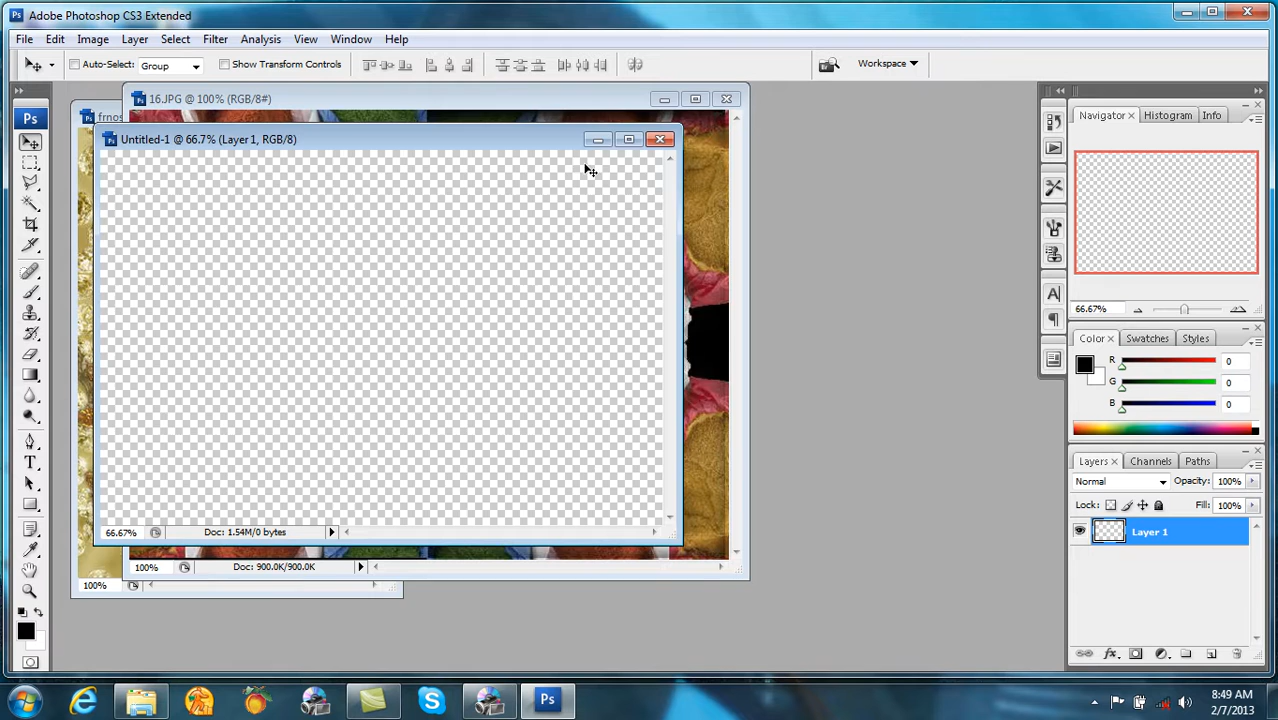 Ps Adobe Photoshop CS3 Extended
File Edit Image Layer Select Filter Analysis View Window Help
Auto-Select: Group Show Transform Controls Workspace
16.JPG @ 100% (RGB/8#)
frnos
Untitled-1 @ 66.7% (Layer 1, RGB/8)
Ps
66.67% Doc: 1.54M/0 bytes
100% Doc: 900.0K/900.0K
100%
Navigator Histogram Info
66.67%
Color Swatches Styles
R 0
G 0
B 0
Layers Channels Paths
Normal Opacity: 100%
Lock: Fill: 100%
Layer 1
Ps
8:49 AM
2/7/2013